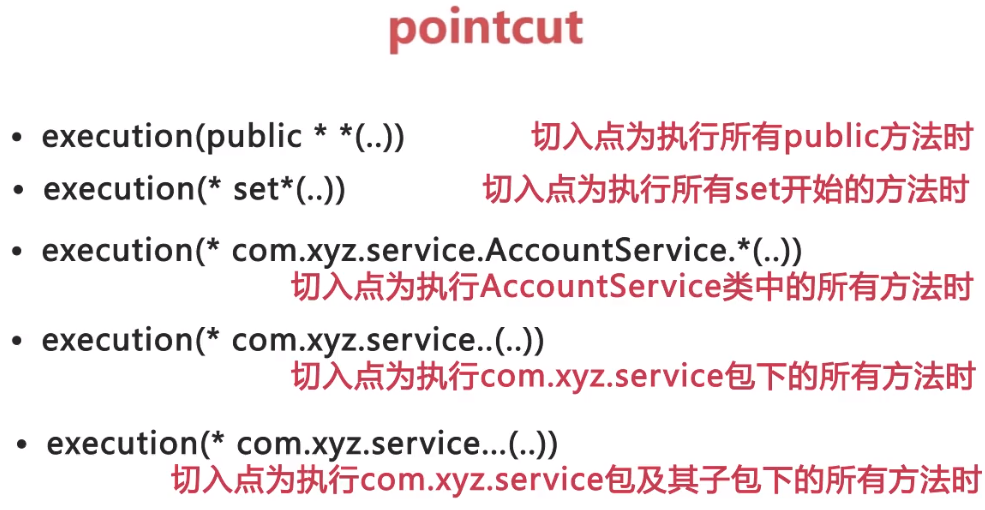 pointcut
• execution(public * *(..)) 切入点为执行所有public方法时
• execution(* set*(..)) 切入点为执行所有set开始的方法时
• execution(* com.xyz.service.AccountService.*(..))
切入点为执行AccountService类中的所有方法时
• execution(* com.xyz.service..(..))
切入点为执行com.xyz.service包下的所有方法时
• execution(* com.xyz.service...(..))
切入点为执行com.xyz.service包及其子包下的所有方法时